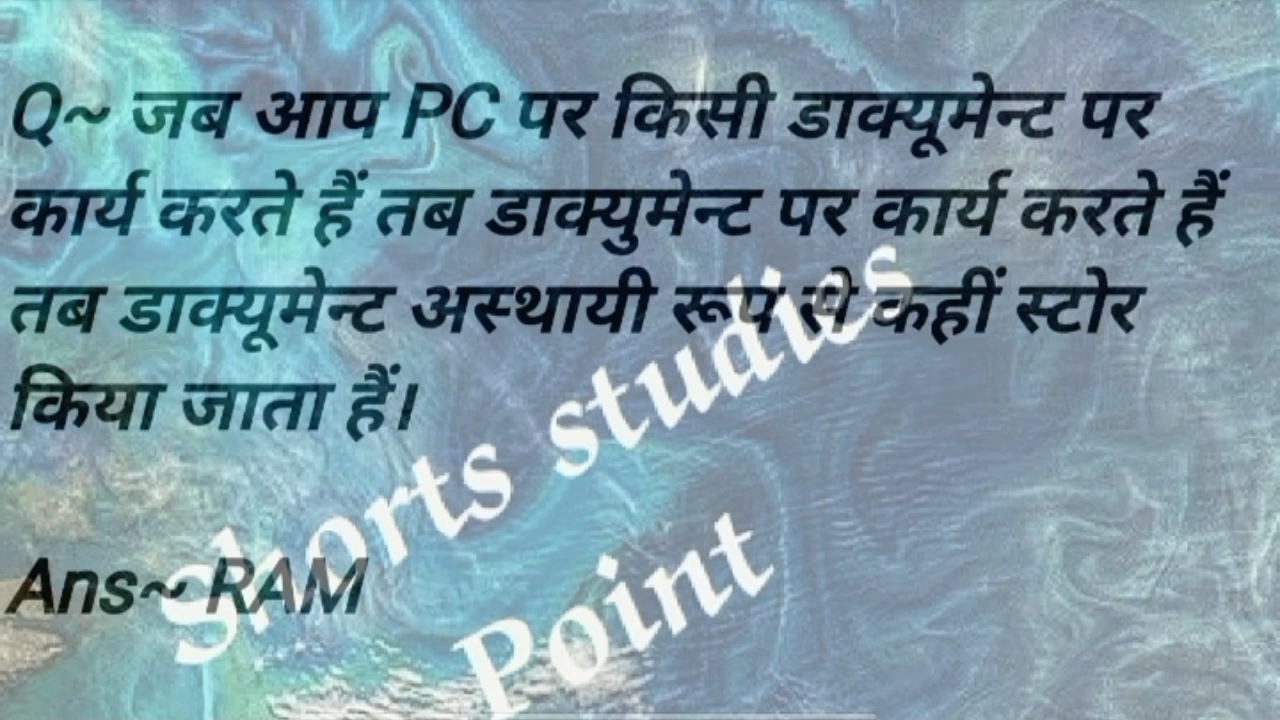 Q~ जब आप PC पर किसी डाक्यूमेन्ट पर
कार्य करते हैं तब डाक्युमेन्ट पर कार्य करते हैं
तब डाक्यूमेन्ट अस्थायी रूप से कहीं स्टोर
किया जाता हैं।
Ans~ RAM
Shorts studies
Point